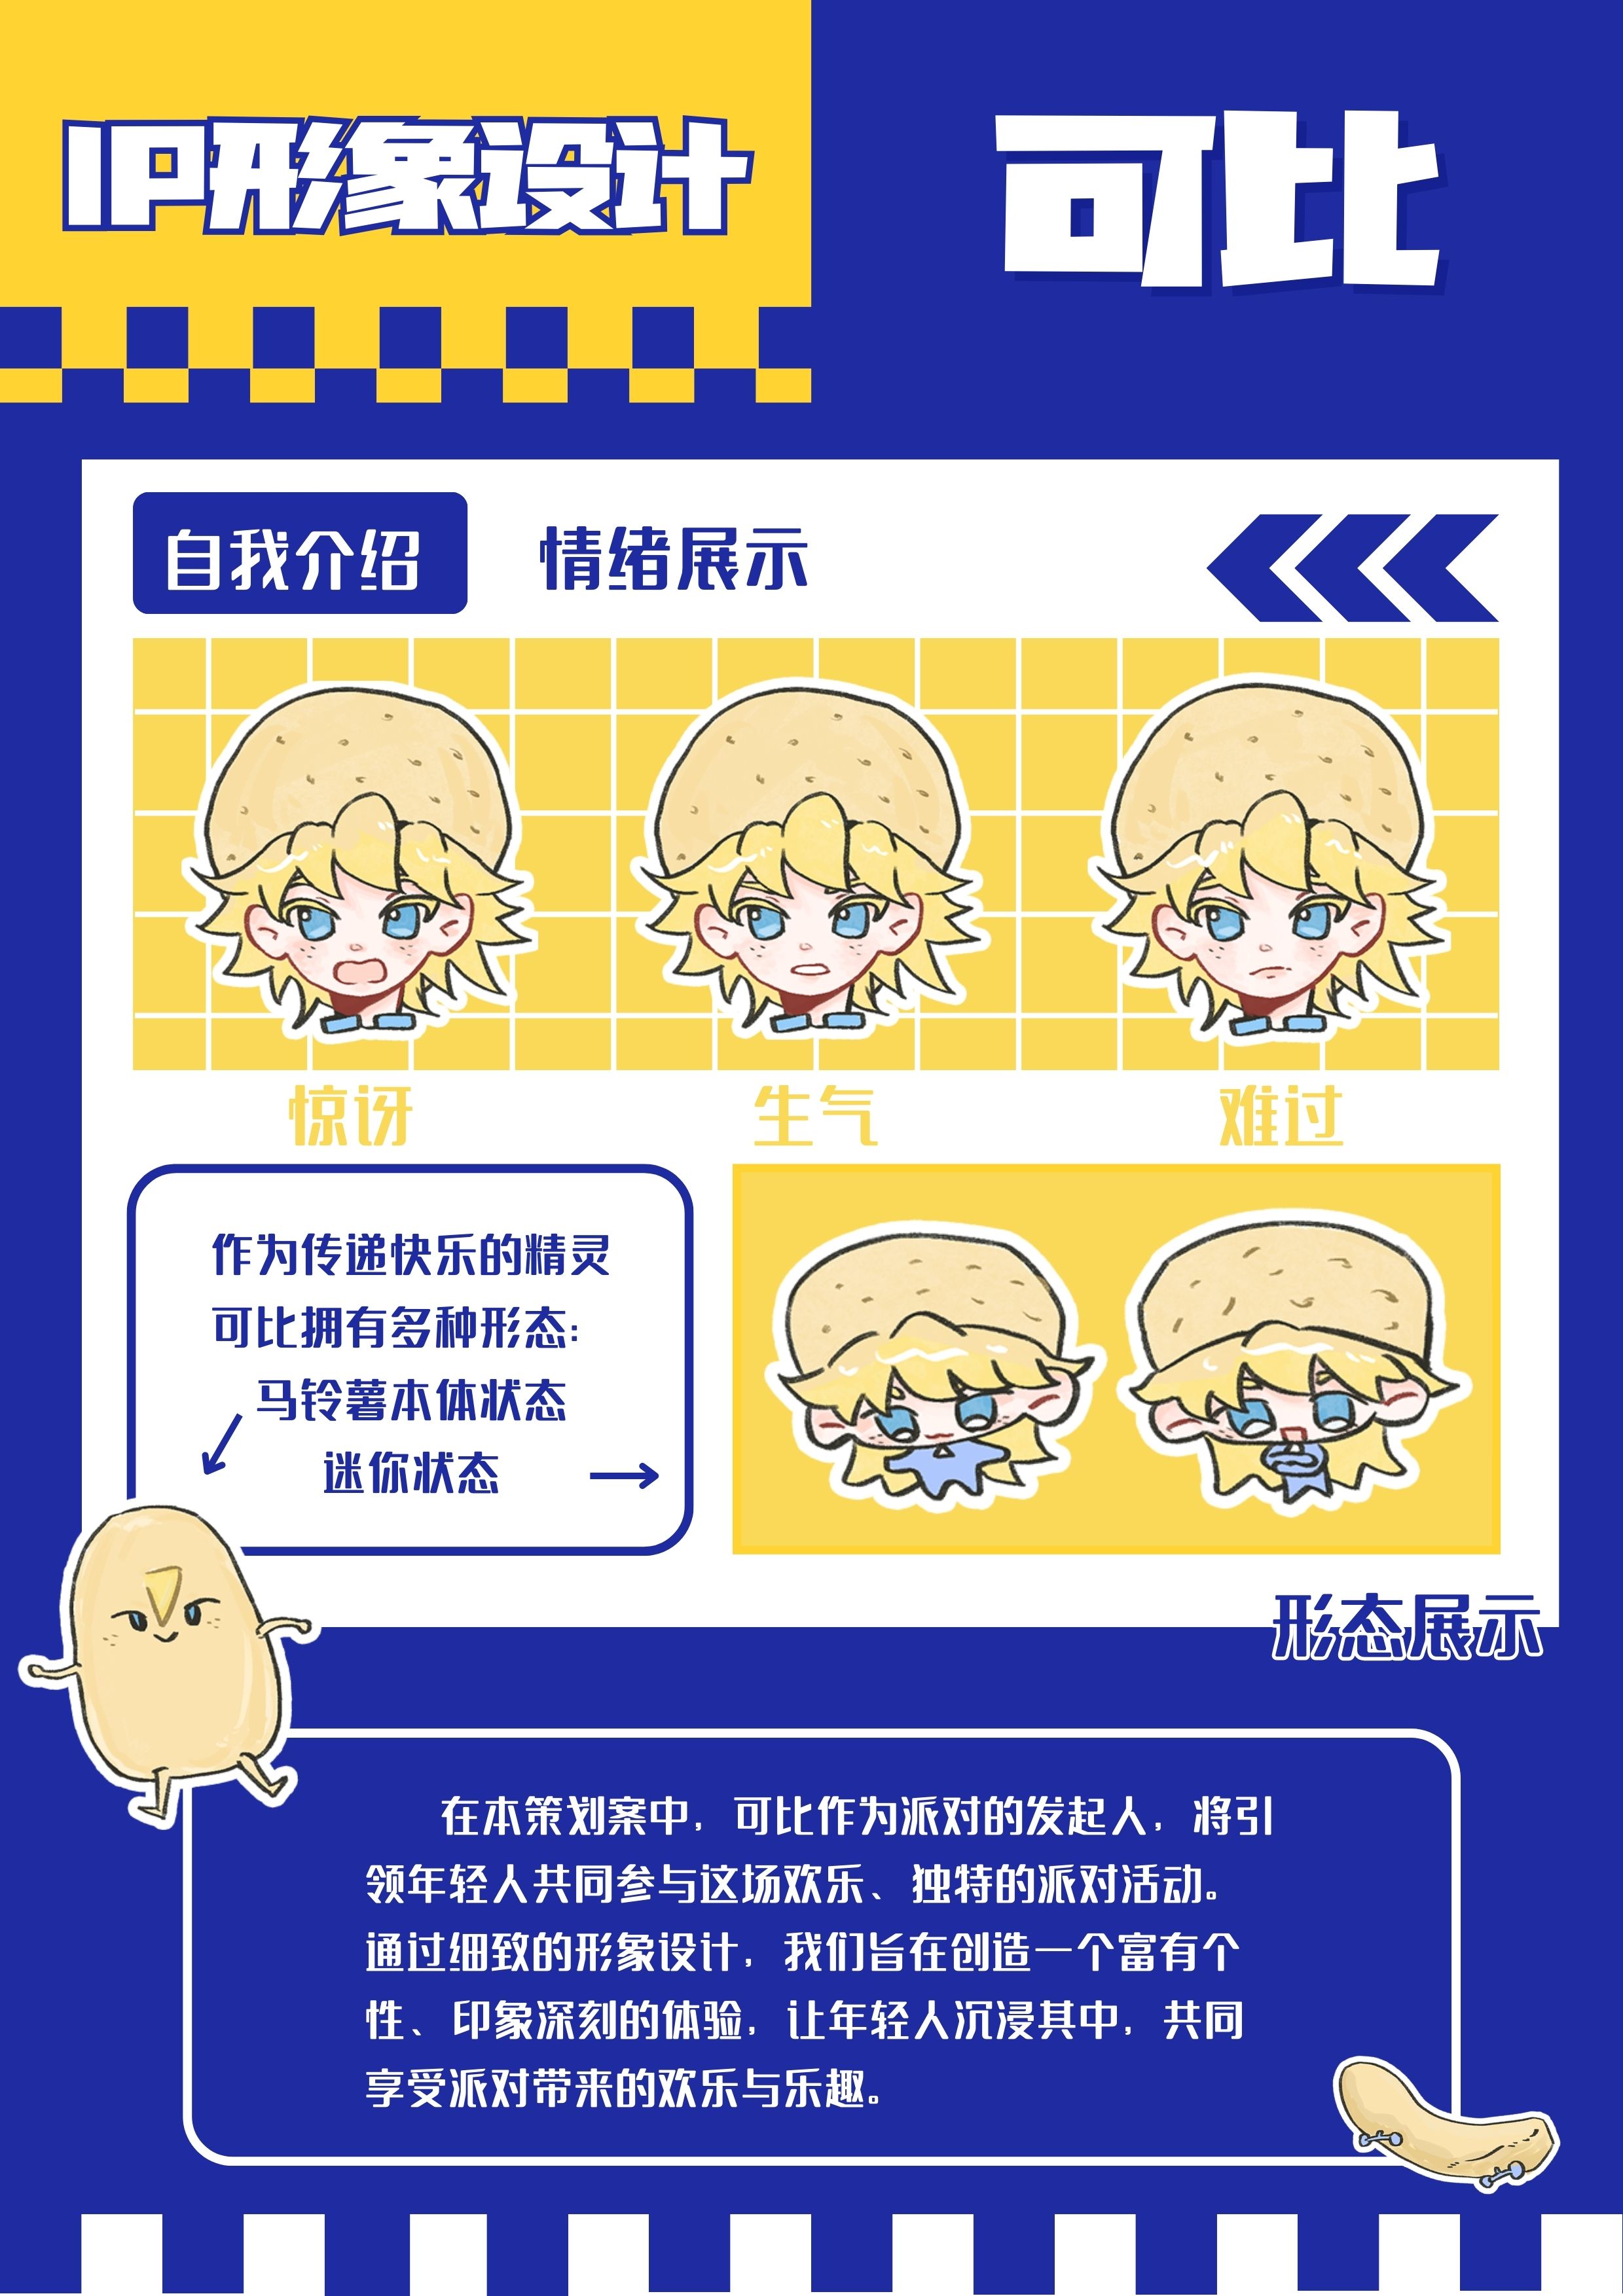 IP形象设计
可比
自我介绍
情绪展示
惊讶
生气
难过
作为传递快乐的精灵
可比拥有多种形态:
马铃薯本体状态
迷你状态
形态展示
在本策划案中，可比作为派对的发起人，将引
领年轻人共同参与这场欢乐、独特的派对活动。
通过细致的形象设计，我们旨在创造一个富有个
性、印象深刻的体验，让年轻人沉浸其中，共同
享受派对带来的欢乐与乐趣。